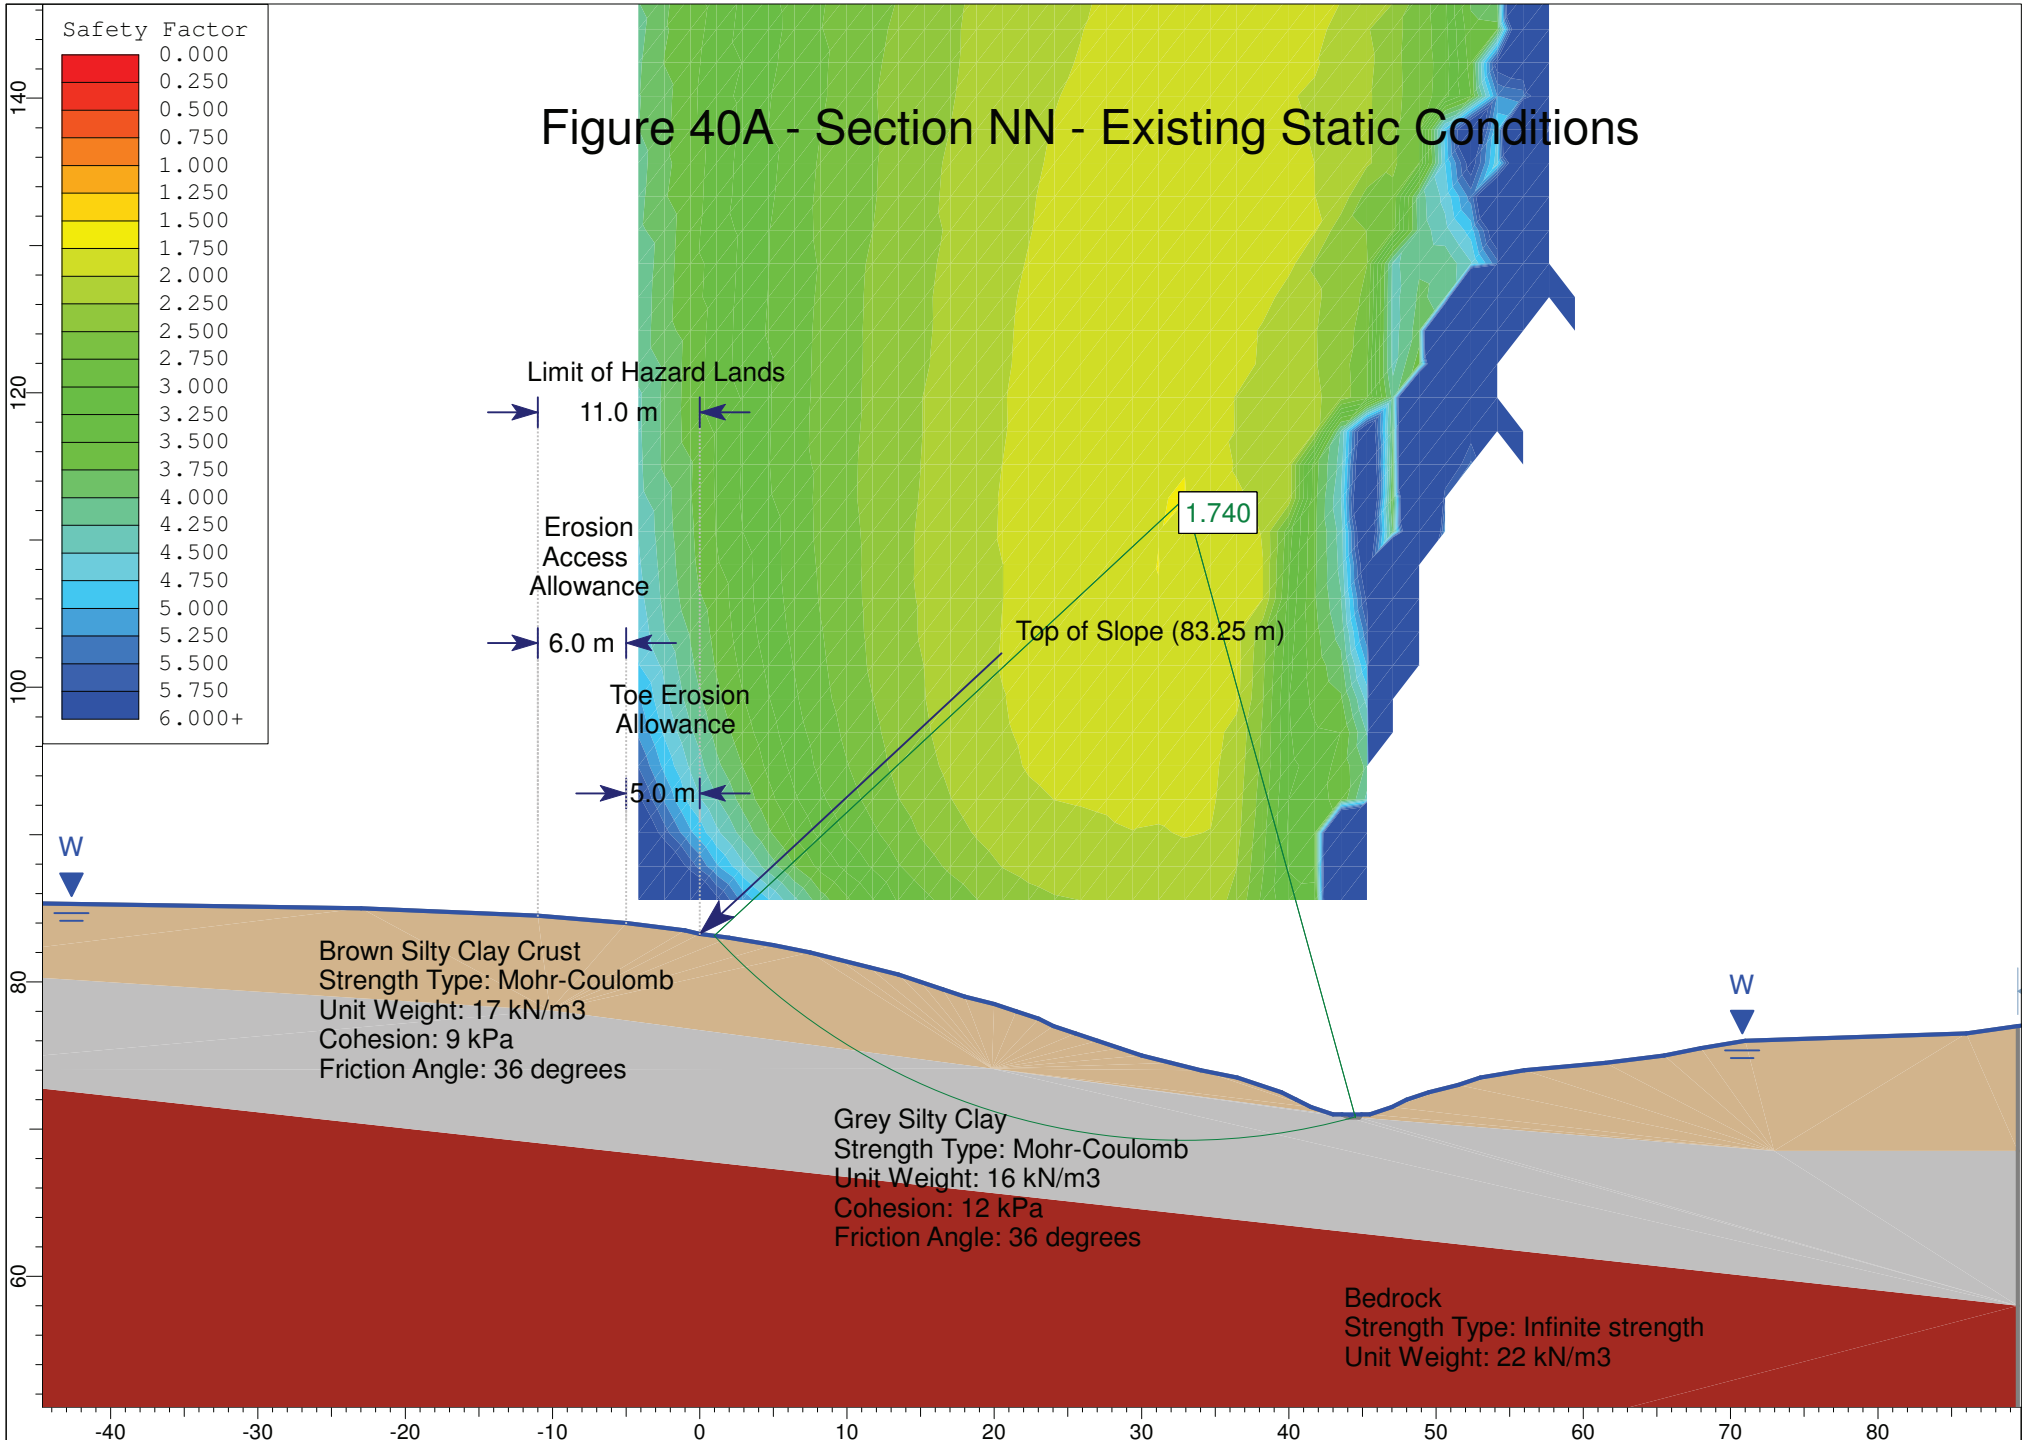 Safety Factor
0.000
0.250
0.500
0.750
1.000
1.250
1.500
1.750
2.000
2.250
2.500
2.750
3.000
3.250
3.500
3.750
4.000
4.250
4.500
4.750
5.000
5.250
5.500
5.750
6.000+
Figure 40A - Section NN - Existing Static Conditions
Limit of Hazard Lands
11.0 m
1.740
Erosion
Access
Allowance
Top of Slope (83.25 m)
6.0 m
Toe Erosion
Allowance
5.0 m
W
Brown Silty Clay Crust
Strength Type: Mohr-Coulomb
Unit Weight: 17 kN/m3
Cohesion: 9 kPa
Friction Angle: 36 degrees
W
Grey Silty Clay
Strength Type: Mohr-Coulomb
Unit Weight: 16 kN/m3
Cohesion: 12 kPa
Friction Angle: 36 degrees
Bedrock
Strength Type: Infinite strength
Unit Weight: 22 kN/m3
140
120
100
80
60
-40
-30
-20
-10
0
10
20
30
40
50
60
70
80
90